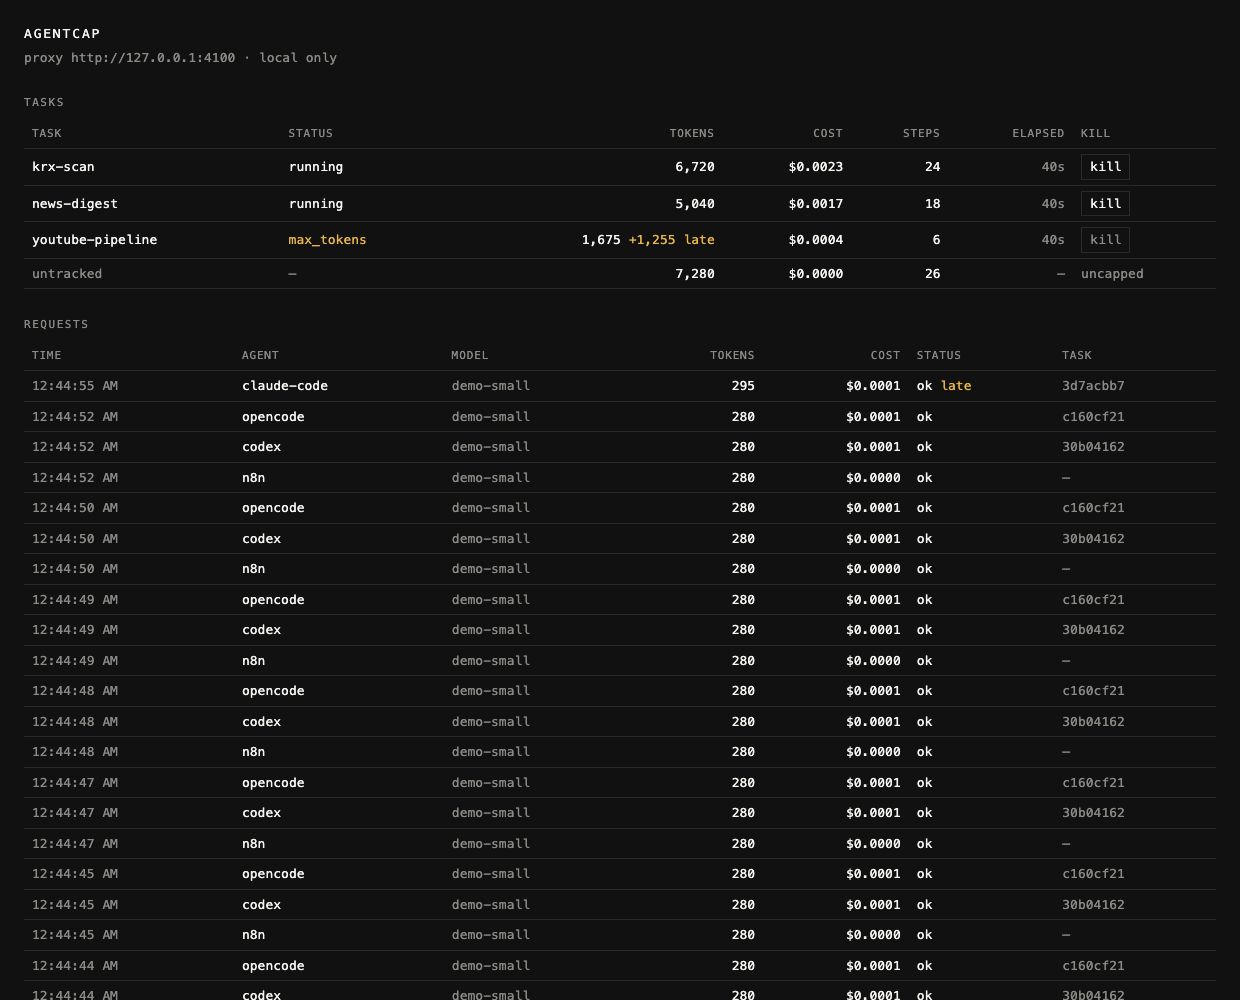 AGENTCAP
proxy http://127.0.0.1:4100 · local only
TASKS
TASK STATUS TOKENS COST STEPS ELAPSED KILL
krx-scan running 6,720 $0.0023 24 40s kill
news-digest running 5,040 $0.0017 18 40s kill
youtube-pipeline max_tokens 1,675 +1,255 late $0.0004 6 40s kill
untracked — 7,280 $0.0000 26 — uncapped
REQUESTS
TIME AGENT MODEL TOKENS COST STATUS TASK
12:44:55 AM claude-code demo-small 295 $0.0001 ok late 3d7acbb7
12:44:52 AM opencode demo-small 280 $0.0001 ok c160cf21
12:44:52 AM codex demo-small 280 $0.0001 ok 30b04162
12:44:52 AM n8n demo-small 280 $0.0000 ok —
12:44:50 AM opencode demo-small 280 $0.0001 ok c160cf21
12:44:50 AM codex demo-small 280 $0.0001 ok 30b04162
12:44:50 AM n8n demo-small 280 $0.0000 ok —
12:44:49 AM opencode demo-small 280 $0.0001 ok c160cf21
12:44:49 AM codex demo-small 280 $0.0001 ok 30b04162
12:44:49 AM n8n demo-small 280 $0.0000 ok —
12:44:48 AM opencode demo-small 280 $0.0001 ok c160cf21
12:44:48 AM codex demo-small 280 $0.0001 ok 30b04162
12:44:48 AM n8n demo-small 280 $0.0000 ok —
12:44:47 AM opencode demo-small 280 $0.0001 ok c160cf21
12:44:47 AM codex demo-small 280 $0.0001 ok 30b04162
12:44:47 AM n8n demo-small 280 $0.0000 ok —
12:44:45 AM opencode demo-small 280 $0.0001 ok c160cf21
12:44:45 AM codex demo-small 280 $0.0001 ok 30b04162
12:44:45 AM n8n demo-small 280 $0.0000 ok —
12:44:44 AM opencode demo-small 280 $0.0001 ok c160cf21
12:44:44 AM codex demo-small 280 $0.0001 ok 30b04162